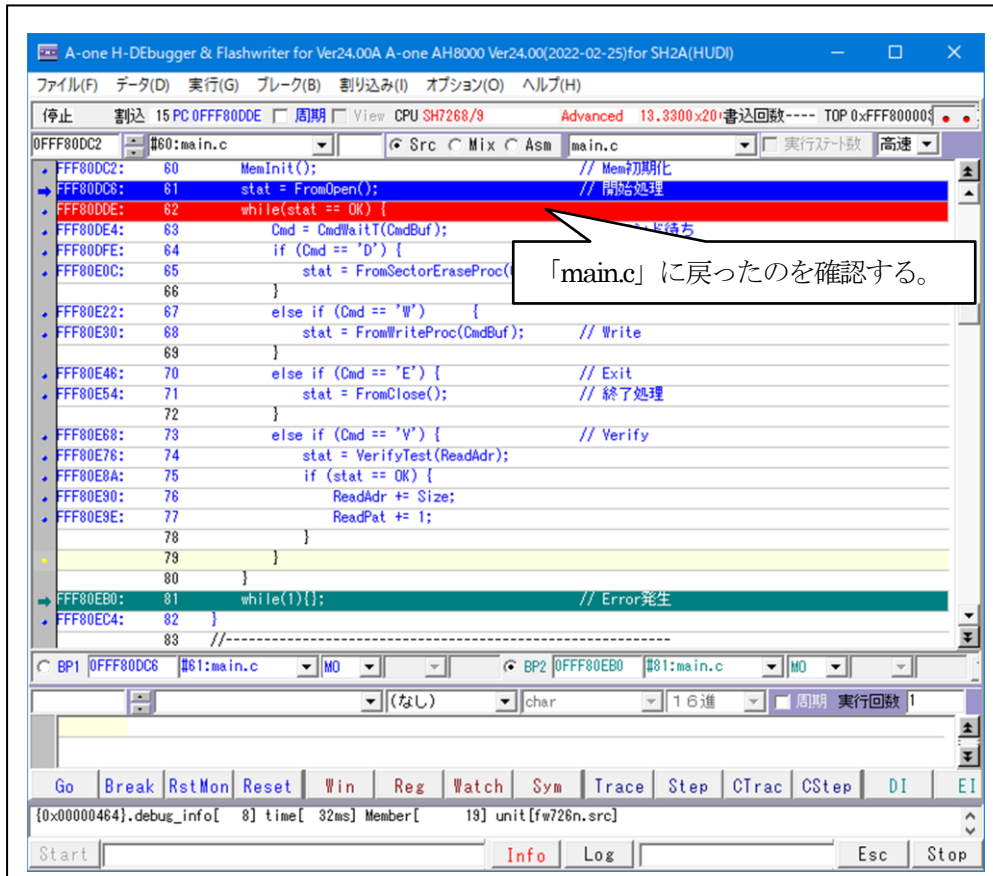 A-one H-DEbugger & Flashwriter for Ver24.00A A-one AH8000 Ver24.00(2022-02-25)for SH2A(HUDI)
ファイル(F) データ(D) 実行(G) ブレーク(B) 割り込み(I) オプション(O) ヘルプ(H)
停止 割込 15 PC 0FFF80DDE 周期 View CPU SH7268/9 Advanced 13.3300×20 書込回数---- TOP 0xFFF80000
0FFF80DC2 #60:main.c Src Mix Asm main.c 実行ステート数 高速
FFF80DC2: 60 MemInit(); // Mem初期化
FFF80DC6: 61 stat = FromOpen(); // 開始処理
FFF80DDE: 62 while(stat == OK) {
FFF80DE4: 63 Cmd = CmdWaitT(CmdBuf); ド待ち
FFF80DFE: 64 if (Cmd == 'D') {
FFF80E0C: 65 stat = FromSectorEraseProc(
「main.c」に戻ったのを確認する。
66 }
FFF80E22: 67 else if (Cmd == 'W') {
FFF80E30: 68 stat = FromWriteProc(CmdBuf); // Write
69 }
FFF80E46: 70 else if (Cmd == 'E') { // Exit
FFF80E54: 71 stat = FromClose(); // 終了処理
72 }
FFF80E68: 73 else if (Cmd == 'V') { // Verify
FFF80E76: 74 stat = VerifyTest(ReadAdr);
FFF80E8A: 75 if (stat == OK) {
FFF80E90: 76 ReadAdr += Size;
FFF80E9E: 77 ReadPat += 1;
78 }
79 }
80 }
FFF80EB0: 81 while(1){}; // Error発生
FFF80EC4: 82 }
83 //----------------------------------------------------------
BP1 0FFF80DC6 #61:main.c MO BP2 0FFF80EB0 #81:main.c MO
(なし) char 16進 周期 実行回数 1
Go Break RstMon Reset Win Reg Watch Sym Trace Step CTrac CStep DI EI
{0x00000464}.debug_info[ 8] time[ 32ms] Member[ 19] unit[fw726n.src]
Start Info Log Esc Stop